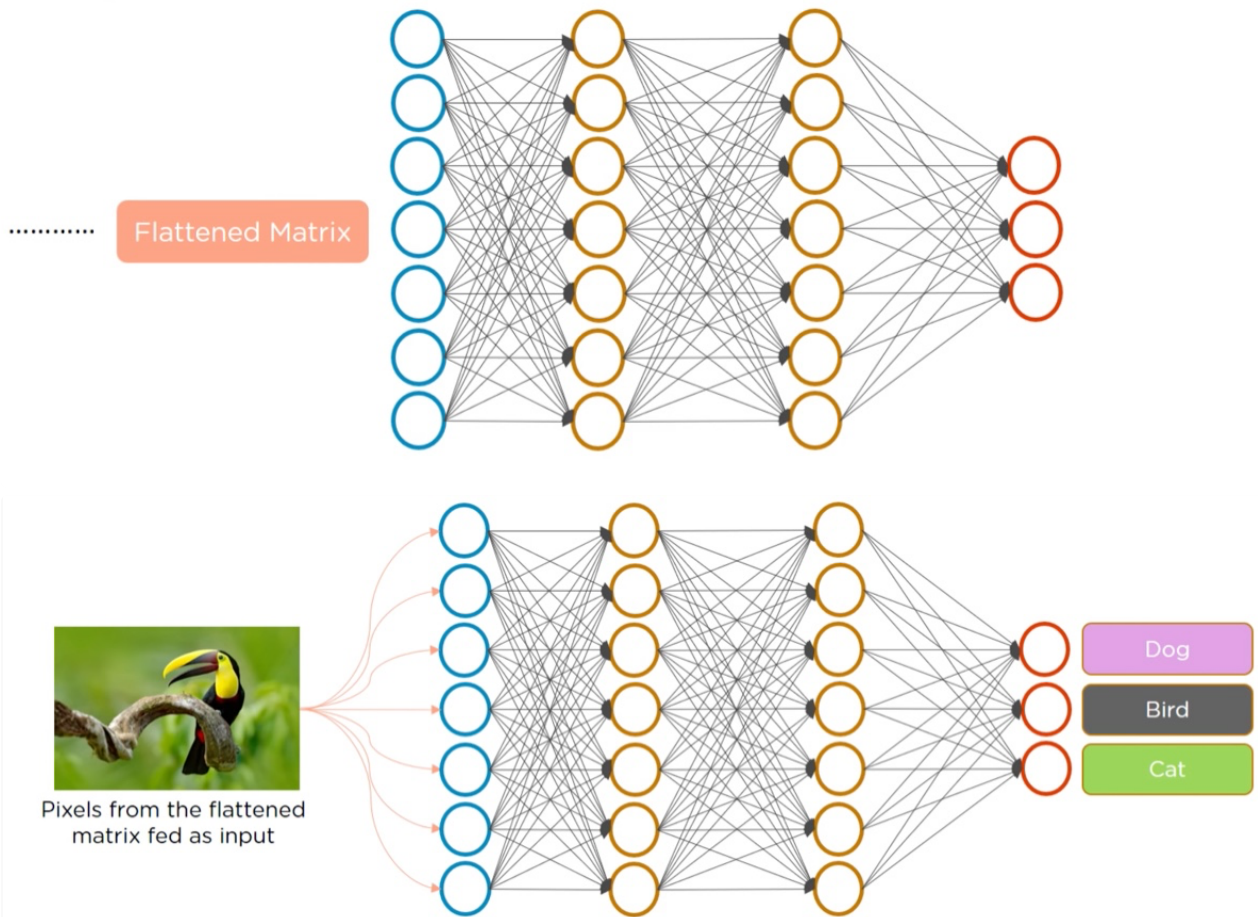 Flattened Matrix
Dog
Bird
Cat
Pixels from the flattened
matrix fed as input